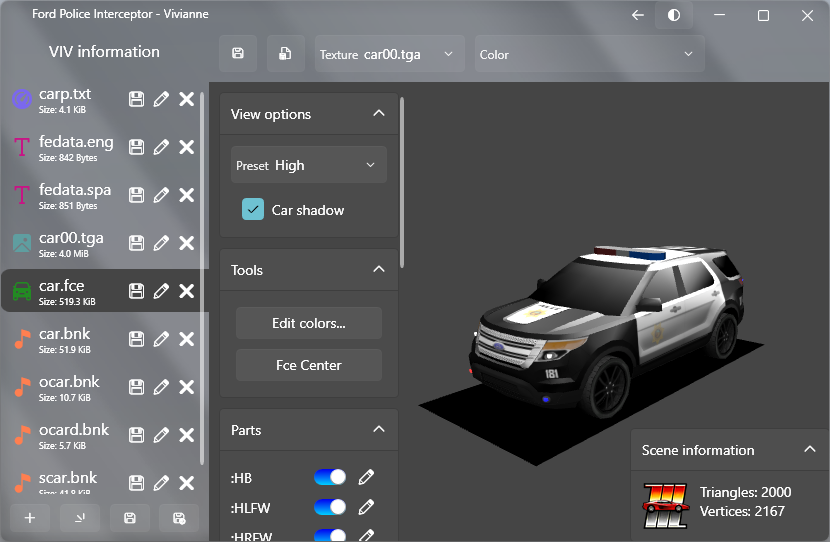 Ford Police Interceptor - Vivianne
VIV information
Texture car00.tga
Color
carp.txt
Size: 4.1 KiB
fedata.eng
Size: 842 Bytes
fedata.spa
Size: 851 Bytes
car00.tga
Size: 4.0 MiB
car.fce
Size: 519.3 KiB
car.bnk
Size: 51.9 KiB
ocar.bnk
Size: 10.7 KiB
ocard.bnk
Size: 5.7 KiB
scar.bnk
Size: 41.8 KiB
View options
Preset High
Car shadow
Tools
Edit colors...
Fce Center
Parts
:HB
:HLFW
:HRFW
181
Scene information
Triangles: 2000
Vertices: 2167